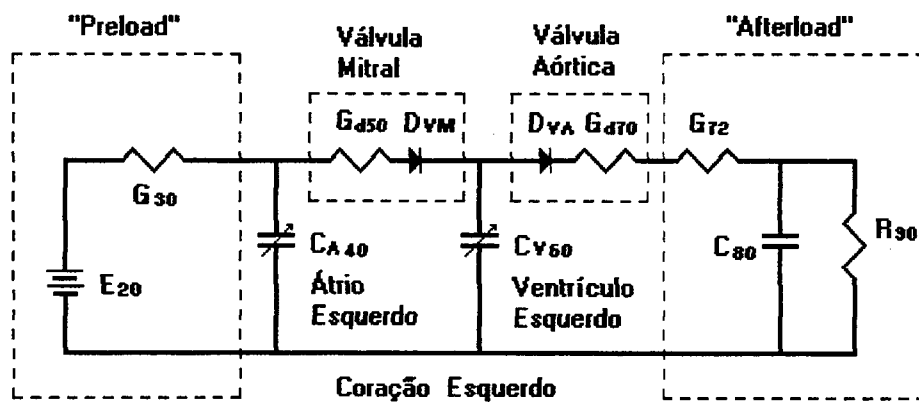 "Preload"
Válvula
Mitral
Válvula
Aórtica
"Afterload"
Gd50 DVM
DVA Gd70
G72
G30
E20
CA40
Átrio
Esquerdo
CV60
Ventrículo
Esquerdo
C80
R90
Coração Esquerdo